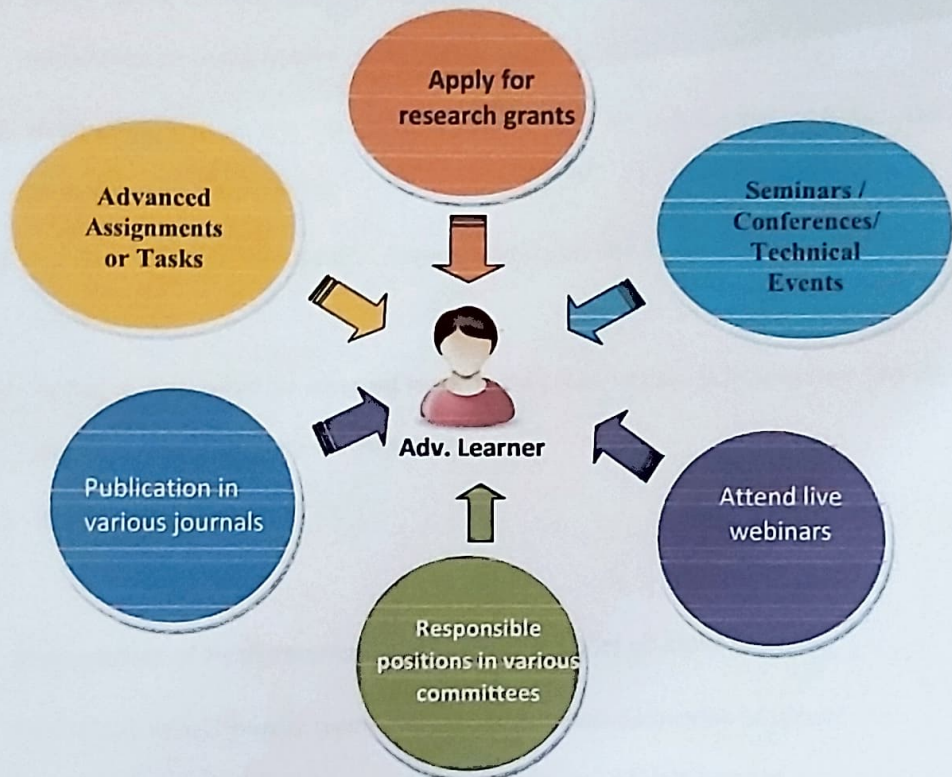 Apply for
research grants
Advanced
Assignments
or Tasks
Seminars /
Conferences/
Technical
Events
Adv. Learner
Publication in
various journals
Attend live
webinars
Responsible
positions in various
committees